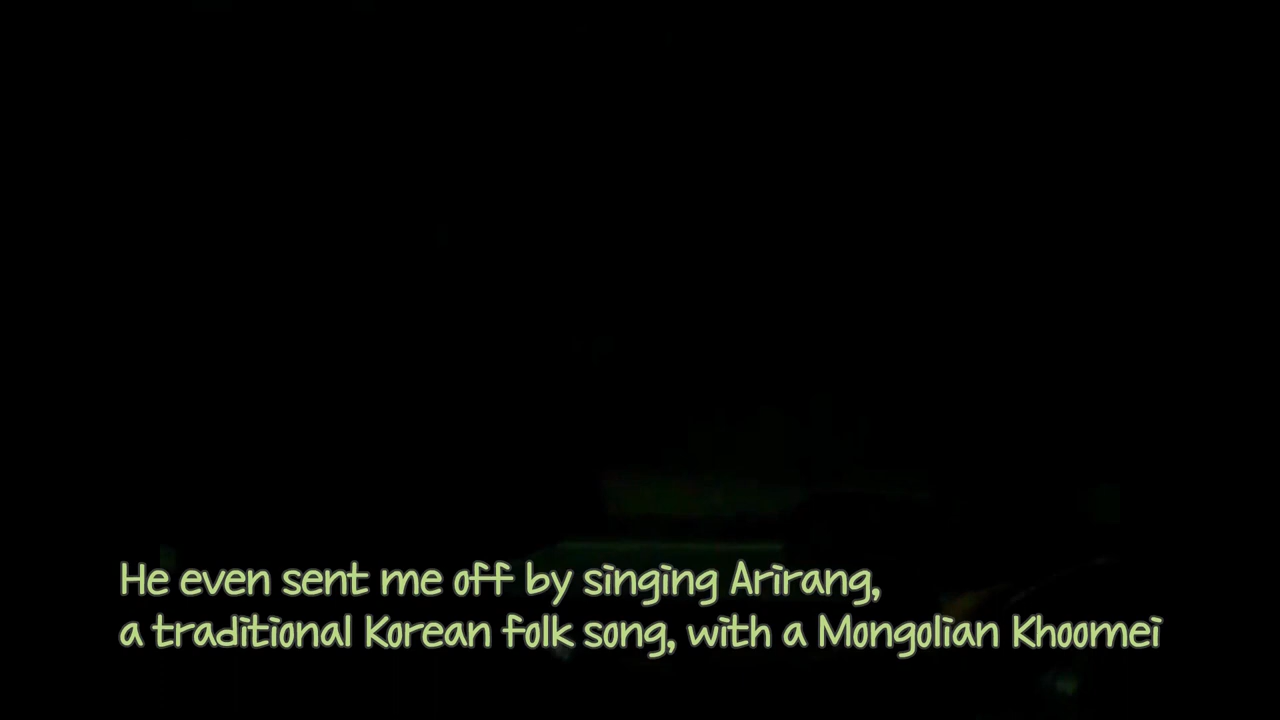 He even sent me off by singing Arirang,
a traditional Korean folk song, with a Mongolian Khoomei